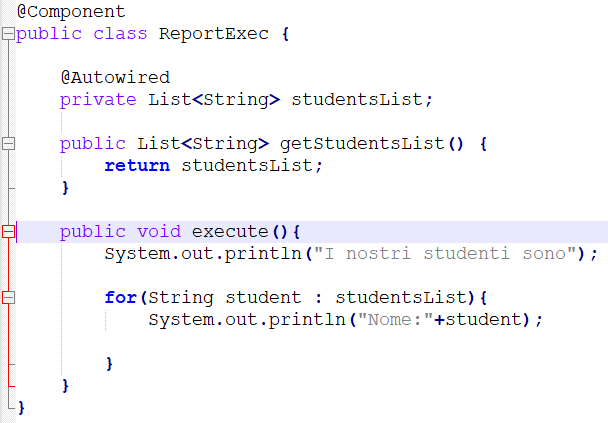 @Component
public class ReportExec {
@Autowired
private List<String> studentsList;
public List<String> getStudentsList() {
return studentsList;
}
public void execute(){
System.out.println("I nostri studenti sono");
for(String student : studentsList){
System.out.println("Nome:"+student);
}
}
}